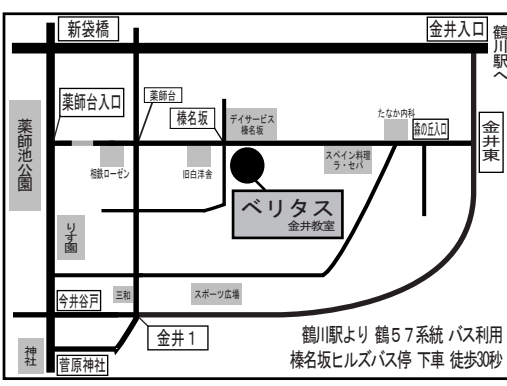 新袋橋
金井入口
鶴川駅へ
薬師台入口
薬師台
榛名坂
デイサービス
榛名坂
たなか内科
森の丘入口
金井東
薬師池公園
相鉄ローゼン
旧白洋舎
スペイン料理
ラ・セパ
ベリタス
金井教室
りす園
今井谷戸
三和
スポーツ広場
金井1
神社
菅原神社
鶴川駅より 鶴57系統 バス利用
榛名坂ヒルズバス停 下車 徒歩30秒